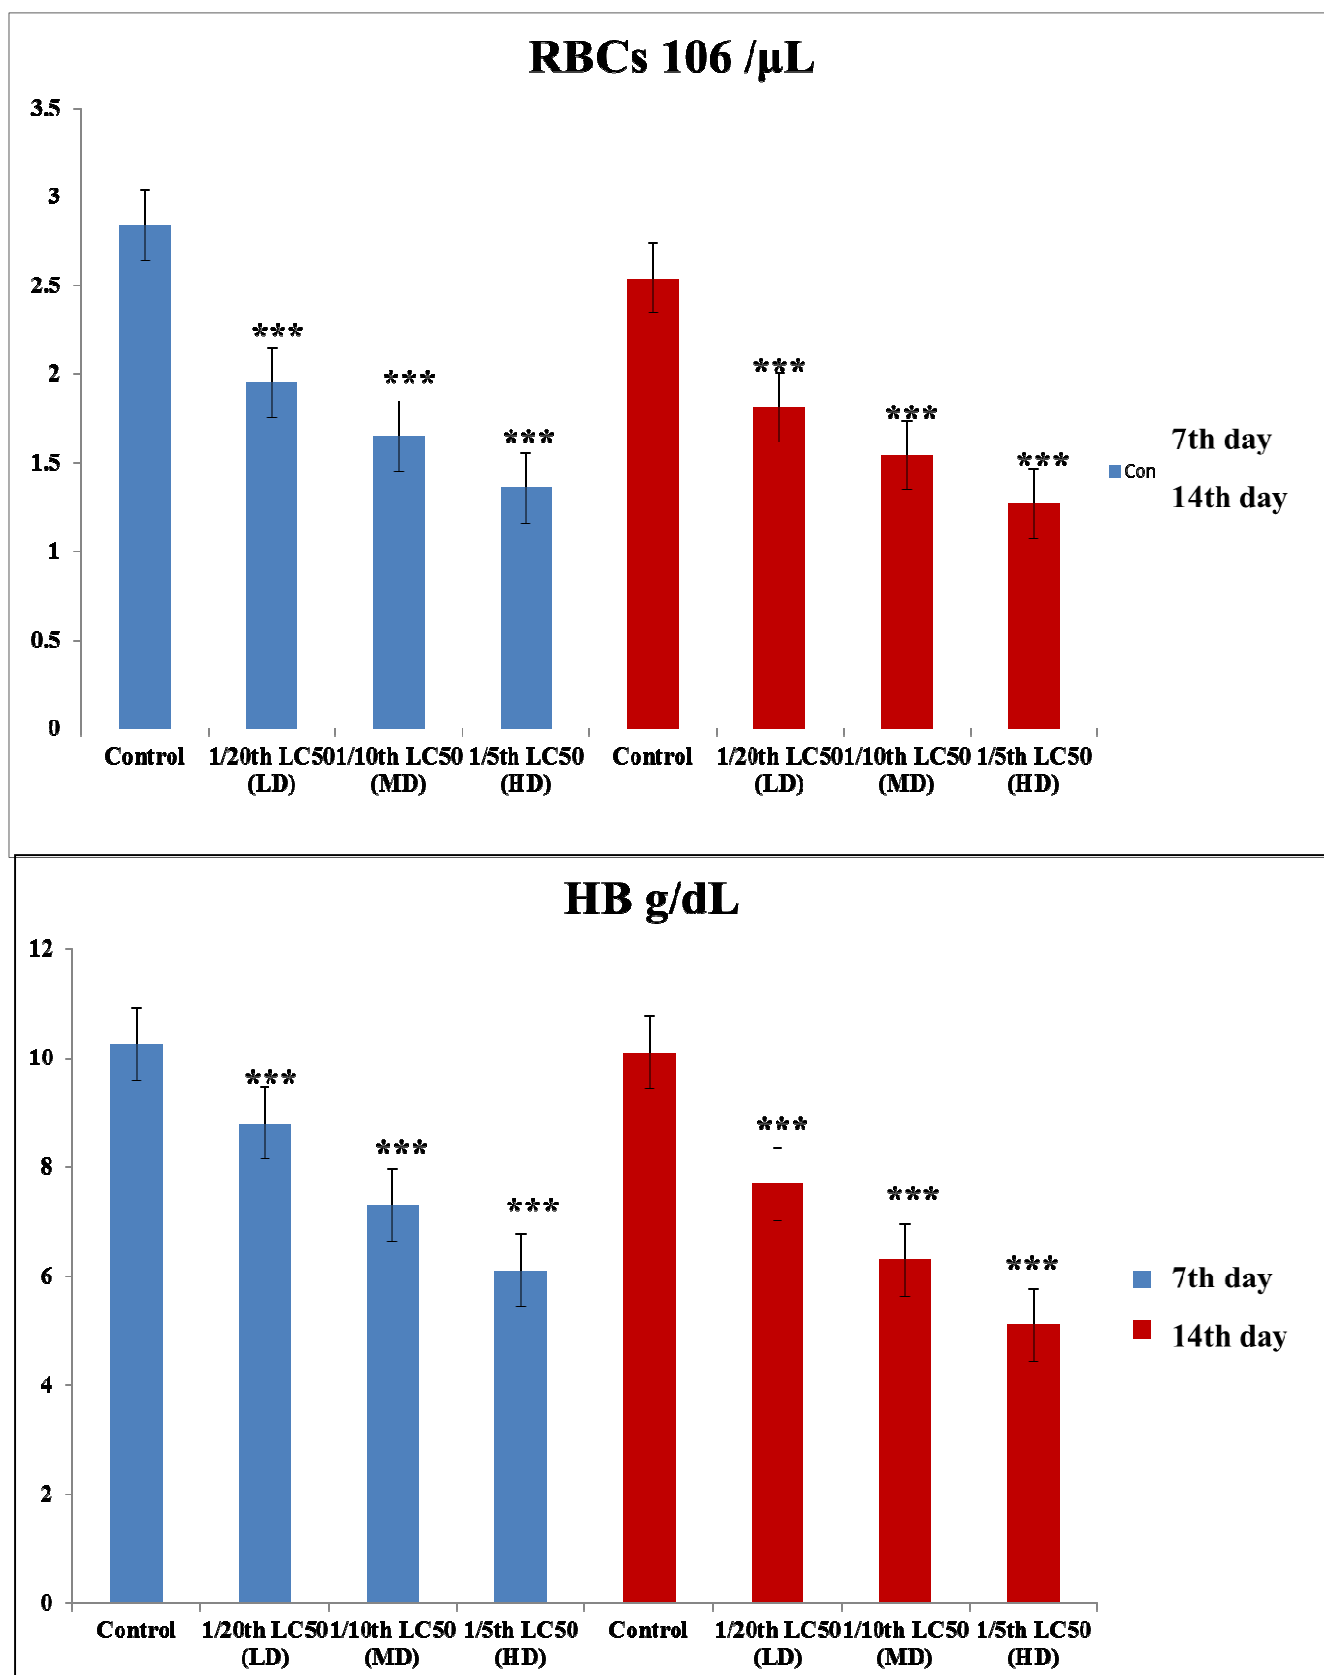 RBCs 106 /µL
3.5
3
2.5
2
1.5
1
0.5
0
***
***
***
***
***
***
Control
1/20th LC50
(LD)
1/10th LC50
(MD)
1/5th LC50
(HD)
Control
1/20th LC50
(LD)
1/10th LC50
(MD)
1/5th LC50
(HD)
Con
7th day
14th day
HB g/dL
12
10
8
6
4
2
0
***
***
***
***
***
***
Control
1/20th LC50
(LD)
1/10th LC50
(MD)
1/5th LC50
(HD)
Control
1/20th LC50
(LD)
1/10th LC50
(MD)
1/5th LC50
(HD)
7th day
14th day